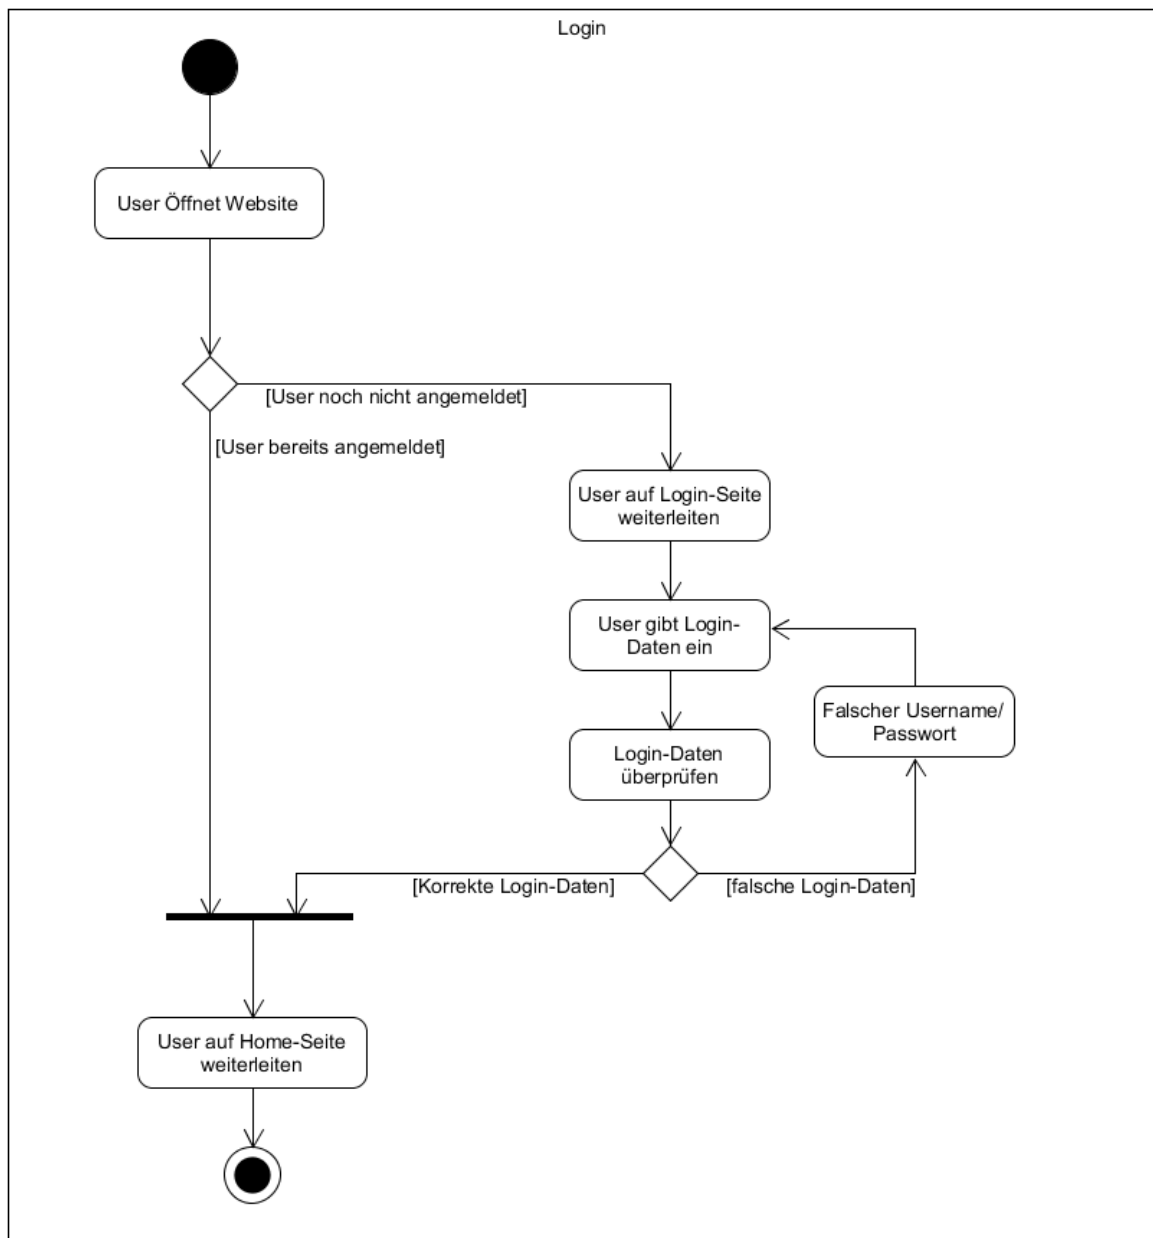 Login
User Öffnet Website
[User noch nicht angemeldet]
[User bereits angemeldet]
User auf Login-Seite
weiterleiten
User gibt Login-
Daten ein
Falscher Username/
Passwort
Login-Daten
überprüfen
[Korrekte Login-Daten]
[falsche Login-Daten]
User auf Home-Seite
weiterleiten